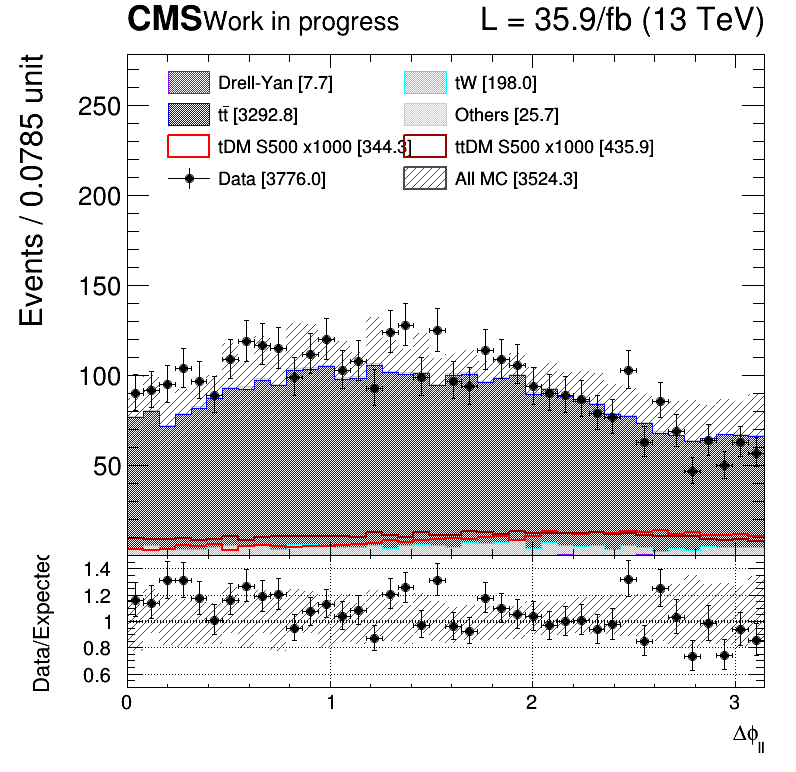 CMS Work in progress L = 35.9/fb (13 TeV)
Events / 0.0785 unit
250
200
150
100
50
Drell-Yan [7.7] tW [198.0]
tt̄ [3292.8] Others [25.7]
tDM S500 x1000 [344.3] ttDM S500 x1000 [435.9]
Data [3776.0] All MC [3524.3]
Data/Expected
1.4
1.2
1
0.8
0.6
0 1 2 3
Δϕll